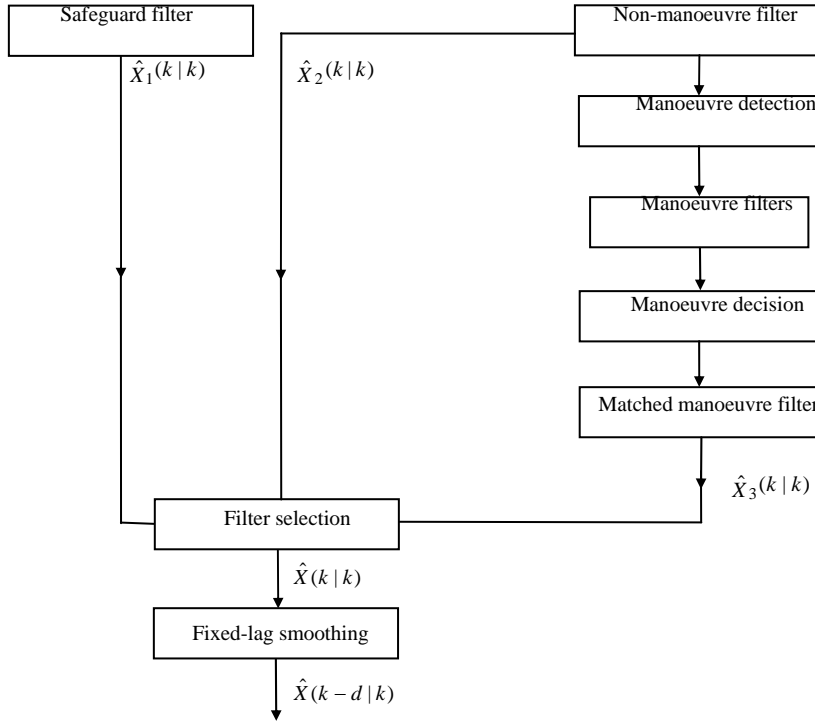 Safeguard filter
Non-manoeuvre filter
X̂₁(k | k)
X̂₂(k | k)
Manoeuvre detection
Manoeuvre filters
Manoeuvre decision
Matched manoeuvre filter
X̂₃(k | k)
Filter selection
X̂(k | k)
Fixed-lag smoothing
X̂(k − d | k)